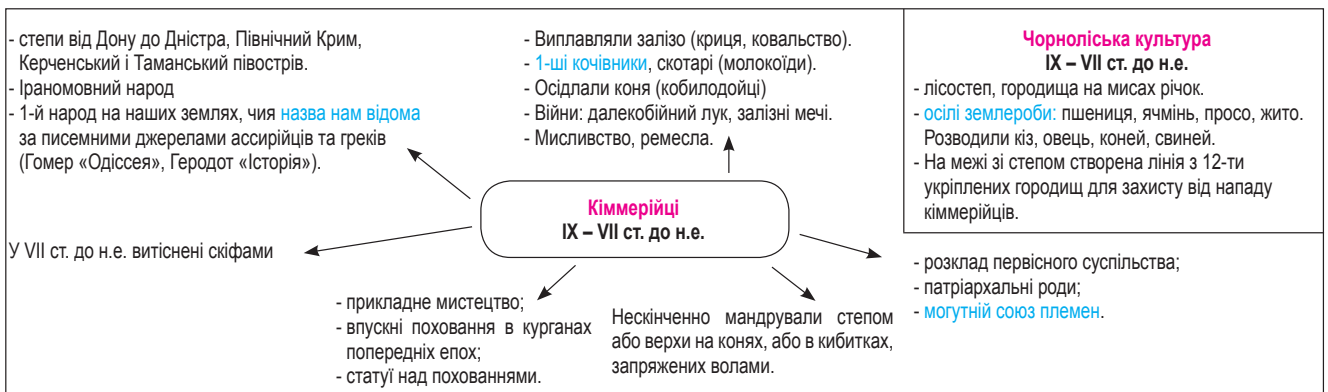 - степи від Дону до Дністра, Північний Крим,
Керченський і Таманський півострів.
- Іраномовний народ
- 1-й народ на наших землях, чия назва нам відома
за писемними джерелами ассирійців та греків
(Гомер «Одіссея», Геродот «Історія»).
- Виплавляли залізо (криця, ковальство).
- 1-ші кочівники, скотарі (молокоїди).
- Осідлали коня (кобилодойці)
- Війни: далекобійний лук, залізні мечі.
- Мисливство, ремесла.
Чорноліська культура
IX – VII ст. до н.е.
- лісостеп, городища на мисах річок.
- осілі землероби: пшениця, ячмінь, просо, жито.
Розводили кіз, овець, коней, свиней.
- На межі зі степом створена лінія з 12-ти
укріплених городищ для захисту від нападу
кіммерійців.
Кіммерійці
IX – VII ст. до н.е.
У VII ст. до н.е. витіснені скіфами
- прикладне мистецтво;
- впускні поховання в курганах
попередніх епох;
- статуї над похованнями.
Нескінченно мандрували степом
або верхи на конях, або в кибитках,
запряжених волами.
- розклад первісного суспільства;
- патріархальні роди;
- могутній союз племен.